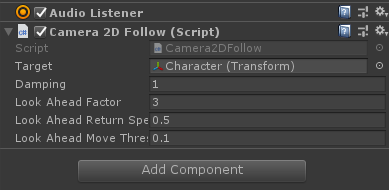 Audio Listener
Camera 2D Follow (Script)
Script Camera2DFollow
Target Character (Transform)
Damping 1
Look Ahead Factor 3
Look Ahead Return Spe 0.5
Look Ahead Move Thres 0.1
Add Component